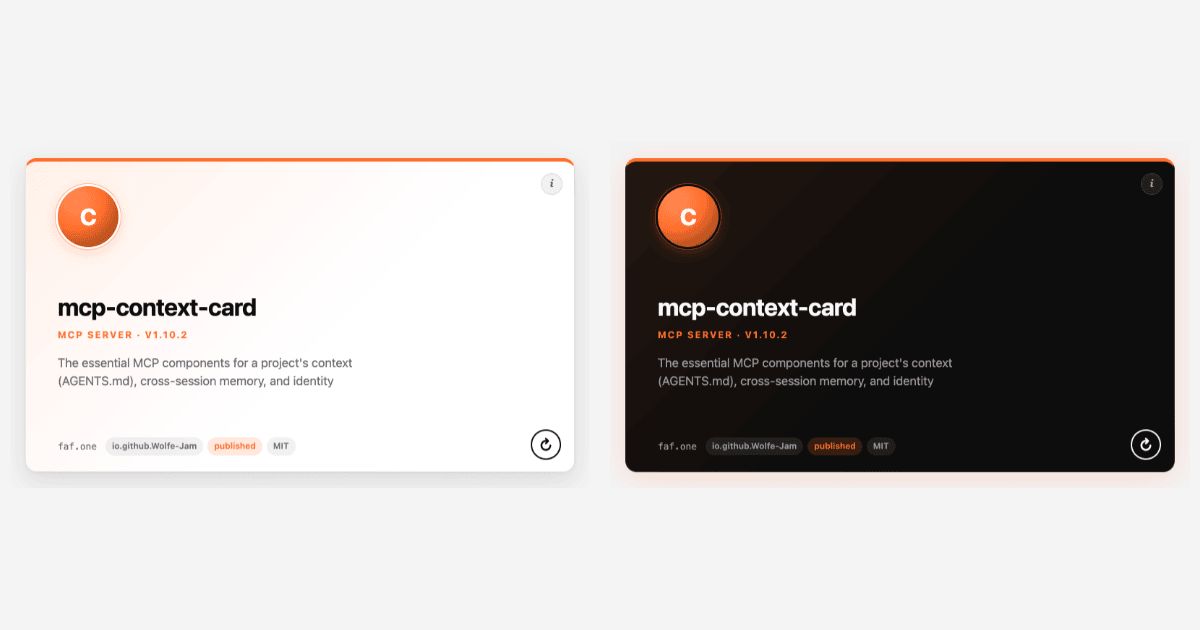 i
C
mcp-context-card
MCP SERVER · V1.10.2
The essential MCP components for a project's context
(AGENTS.md), cross-session memory, and identity
faf.one io.github.Wolfe-Jam published MIT
i
C
mcp-context-card
MCP SERVER · V1.10.2
The essential MCP components for a project's context
(AGENTS.md), cross-session memory, and identity
faf.one io.github.Wolfe-Jam published MIT